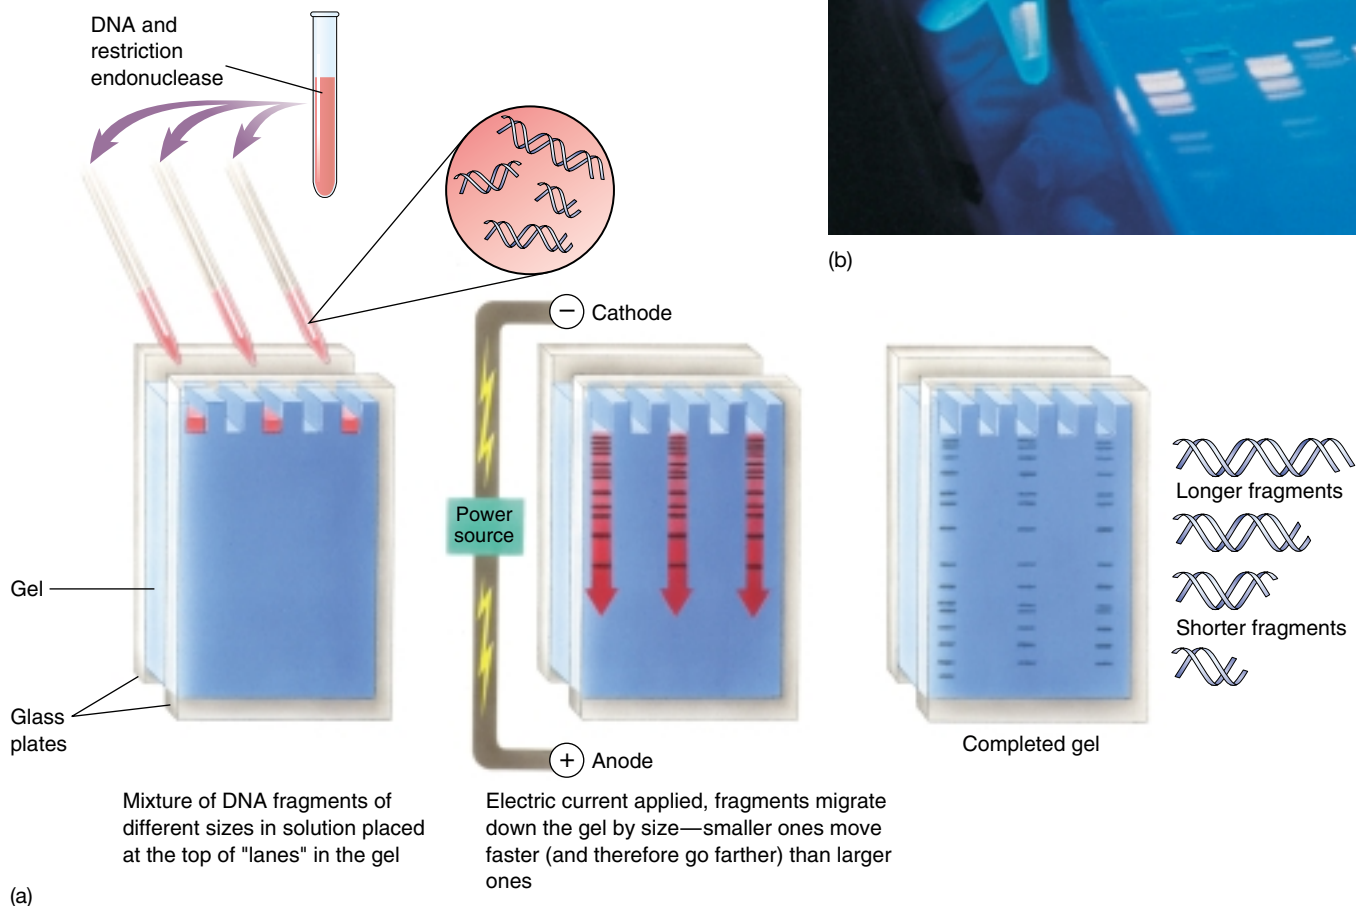 DNA and
restriction
endonuclease
(b)
−
Cathode
Power
source
Longer fragments
Gel
Shorter fragments
Glass
plates
+
Anode
Completed gel
Mixture of DNA fragments of
different sizes in solution placed
at the top of "lanes" in the gel
Electric current applied, fragments migrate
down the gel by size—smaller ones move
faster (and therefore go farther) than larger
ones
(a)